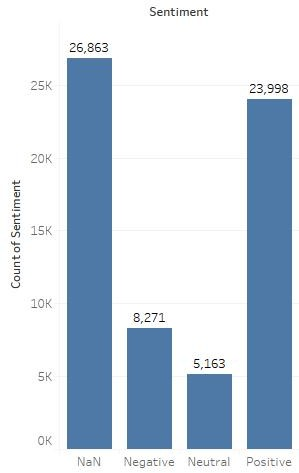 Sentiment
26,863
23,998
8,271
5,163
25K
20K
15K
10K
5K
0K
Count of Sentiment
NaN Negative Neutral Positive